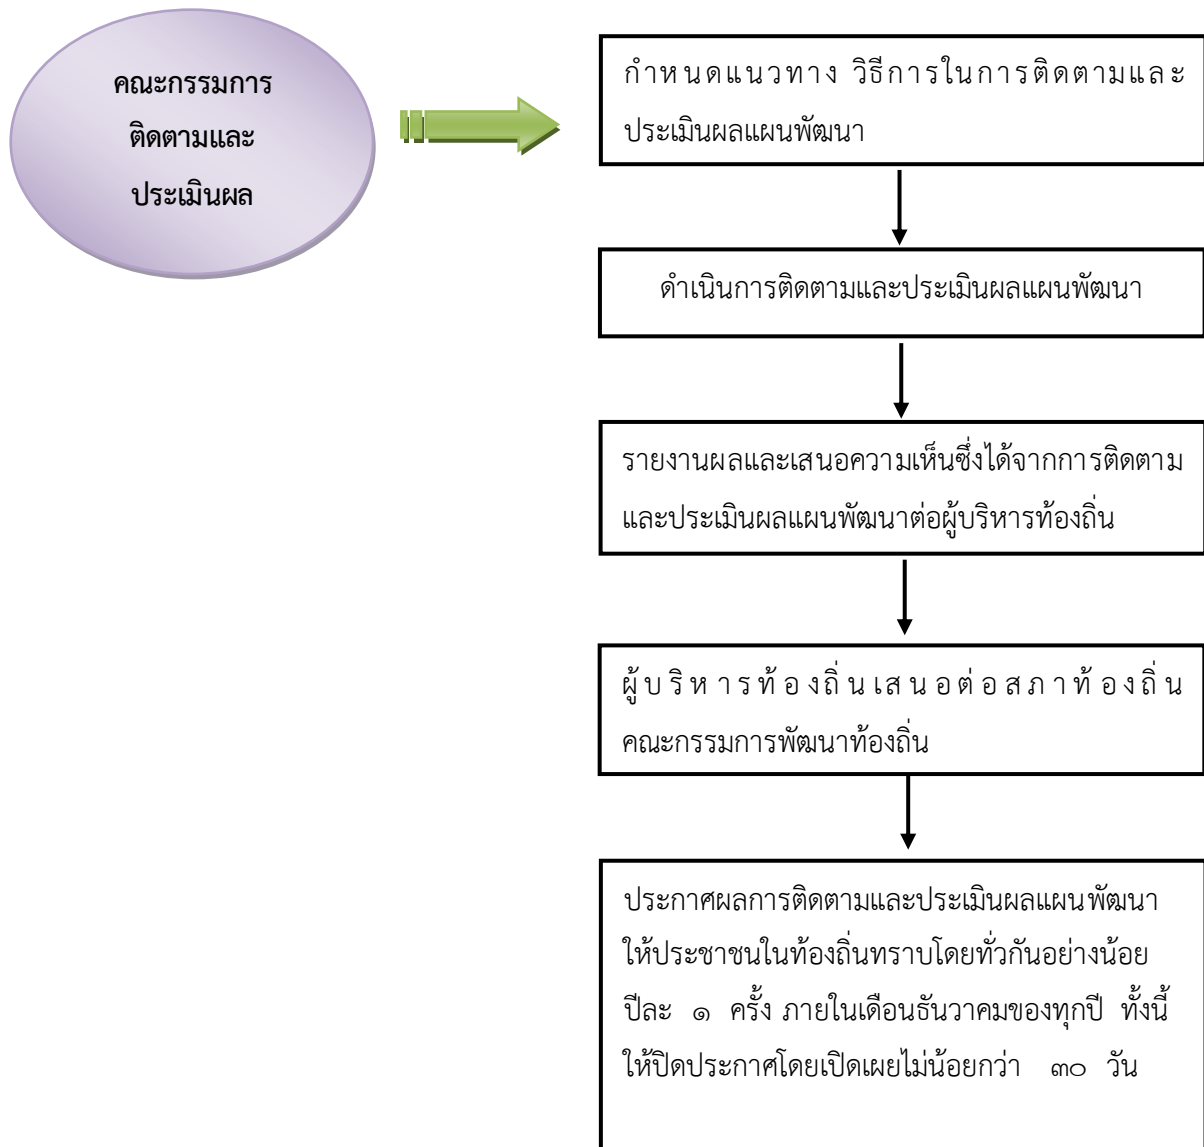 คณะกรรมการ
ติดตามและ
ประเมินผล
กำหนดแนวทาง วิธีการในการติดตามและ
ประเมินผลแผนพัฒนา
ดำเนินการติดตามและประเมินผลแผนพัฒนา
รายงานผลและเสนอความเห็นซึ่งได้จากการติดตาม
และประเมินผลแผนพัฒนาต่อผู้บริหารท้องถิ่น
ผู้บริหารท้องถิ่นเสนอต่อสภาท้องถิ่น
คณะกรรมการพัฒนาท้องถิ่น
ประกาศผลการติดตามและประเมินผลแผนพัฒนา
ให้ประชาชนในท้องถิ่นทราบโดยทั่วกันอย่างน้อย
ปีละ ๑ ครั้ง ภายในเดือนธันวาคมของทุกปี ทั้งนี้
ให้ปิดประกาศโดยเปิดเผยไม่น้อยกว่า ๓๐ วัน